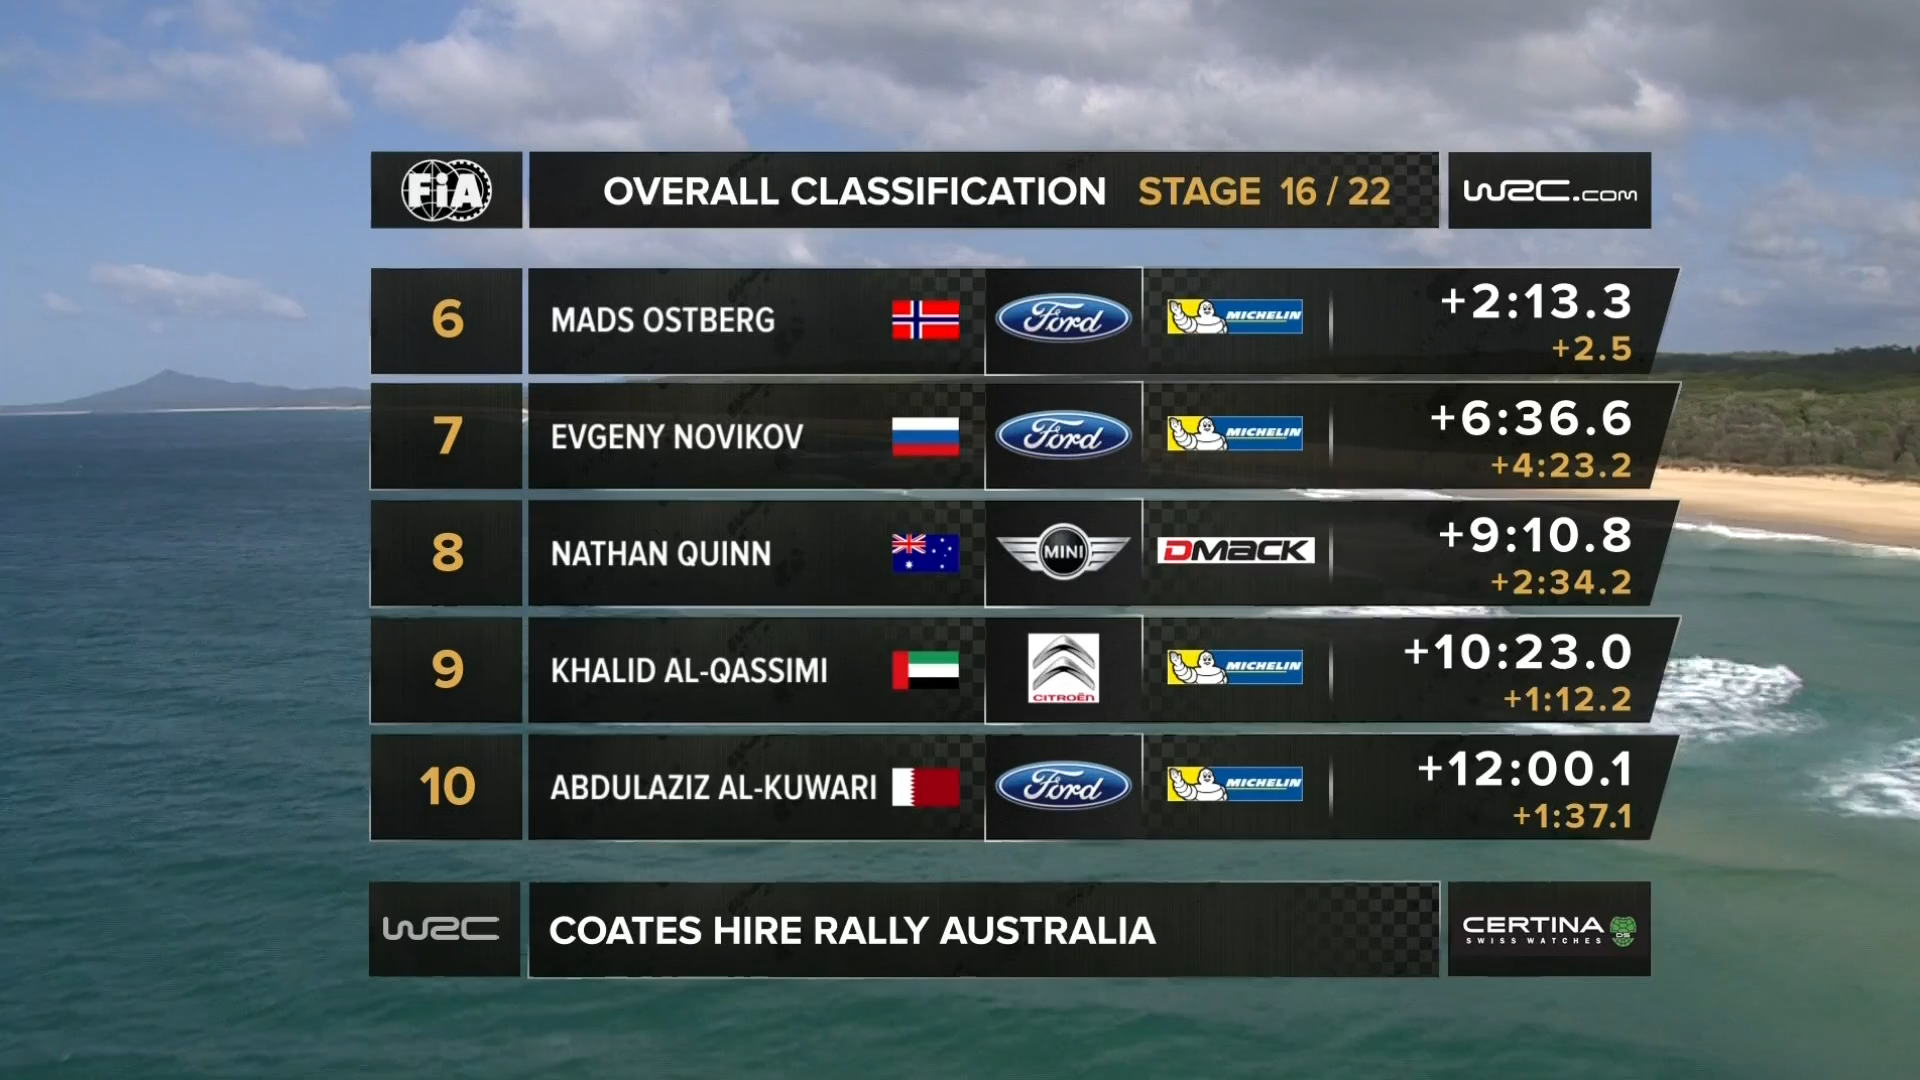 FiA
OVERALL CLASSIFICATION STAGE 16 / 22
WRC.com
6 MADS OSTBERG Ford MICHELIN +2:13.3
+2.5
7 EVGENY NOVIKOV Ford MICHELIN +6:36.6
+4:23.2
8 NATHAN QUINN MINI DMACK +9:10.8
+2:34.2
9 KHALID AL-QASSIMI CITROËN MICHELIN +10:23.0
+1:12.2
10 ABDULAZIZ AL-KUWARI Ford MICHELIN +12:00.1
+1:37.1
WRC
COATES HIRE RALLY AUSTRALIA
CERTINA DS
SWISS WATCHES